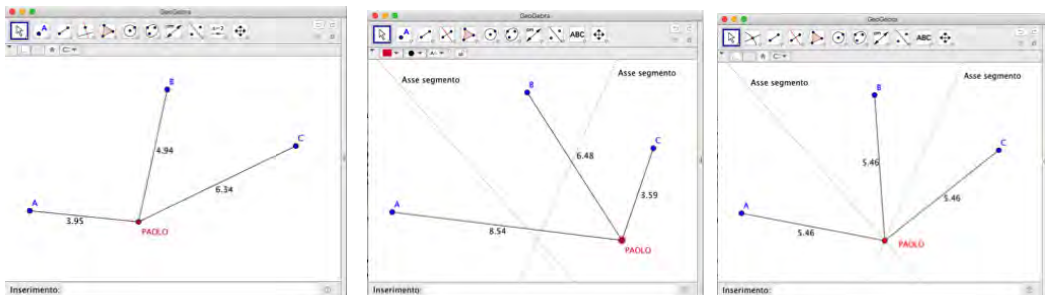 GeoGebra
B
4.94
C
6.34
A
3.95
PAOLO
Inserimento:
GeoGebra
ABC
Asse segmento
Asse segmento
B
C
6.48
3.59
A
8.54
PAOLO
Inserimento:
GeoGebra
ABC
Asse segmento
Asse segmento
B
C
5.46
5.46
A
5.46
PAOLO
Inserimento: